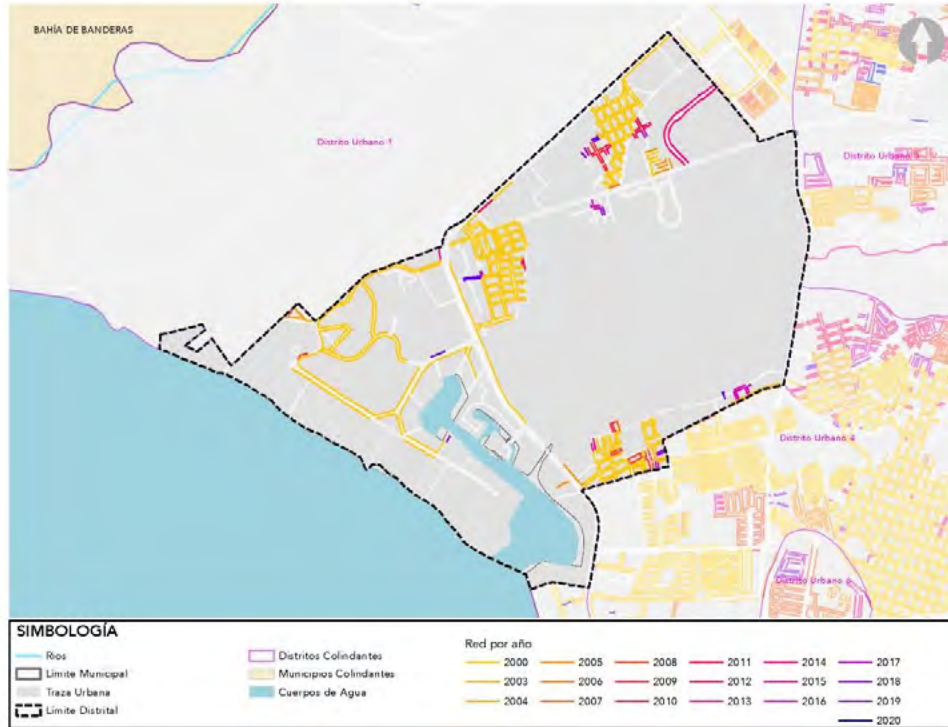 BAHÍA DE BANDERAS
Distrito Urbano 1
Distrito Urbano
Distrito Urbano 4
Distrito Urbano 6
SIMBOLOGÍA
Rios
Límite Municipal
Traza Urbana
Límite Distrital
Distritos Colindantes
Municipios Colindantes
Cuerpos de Agua
Red por año
2000
2003
2004
2005
2006
2007
2008
2009
2010
2011
2012
2013
2014
2015
2016
2017
2018
2019
2020